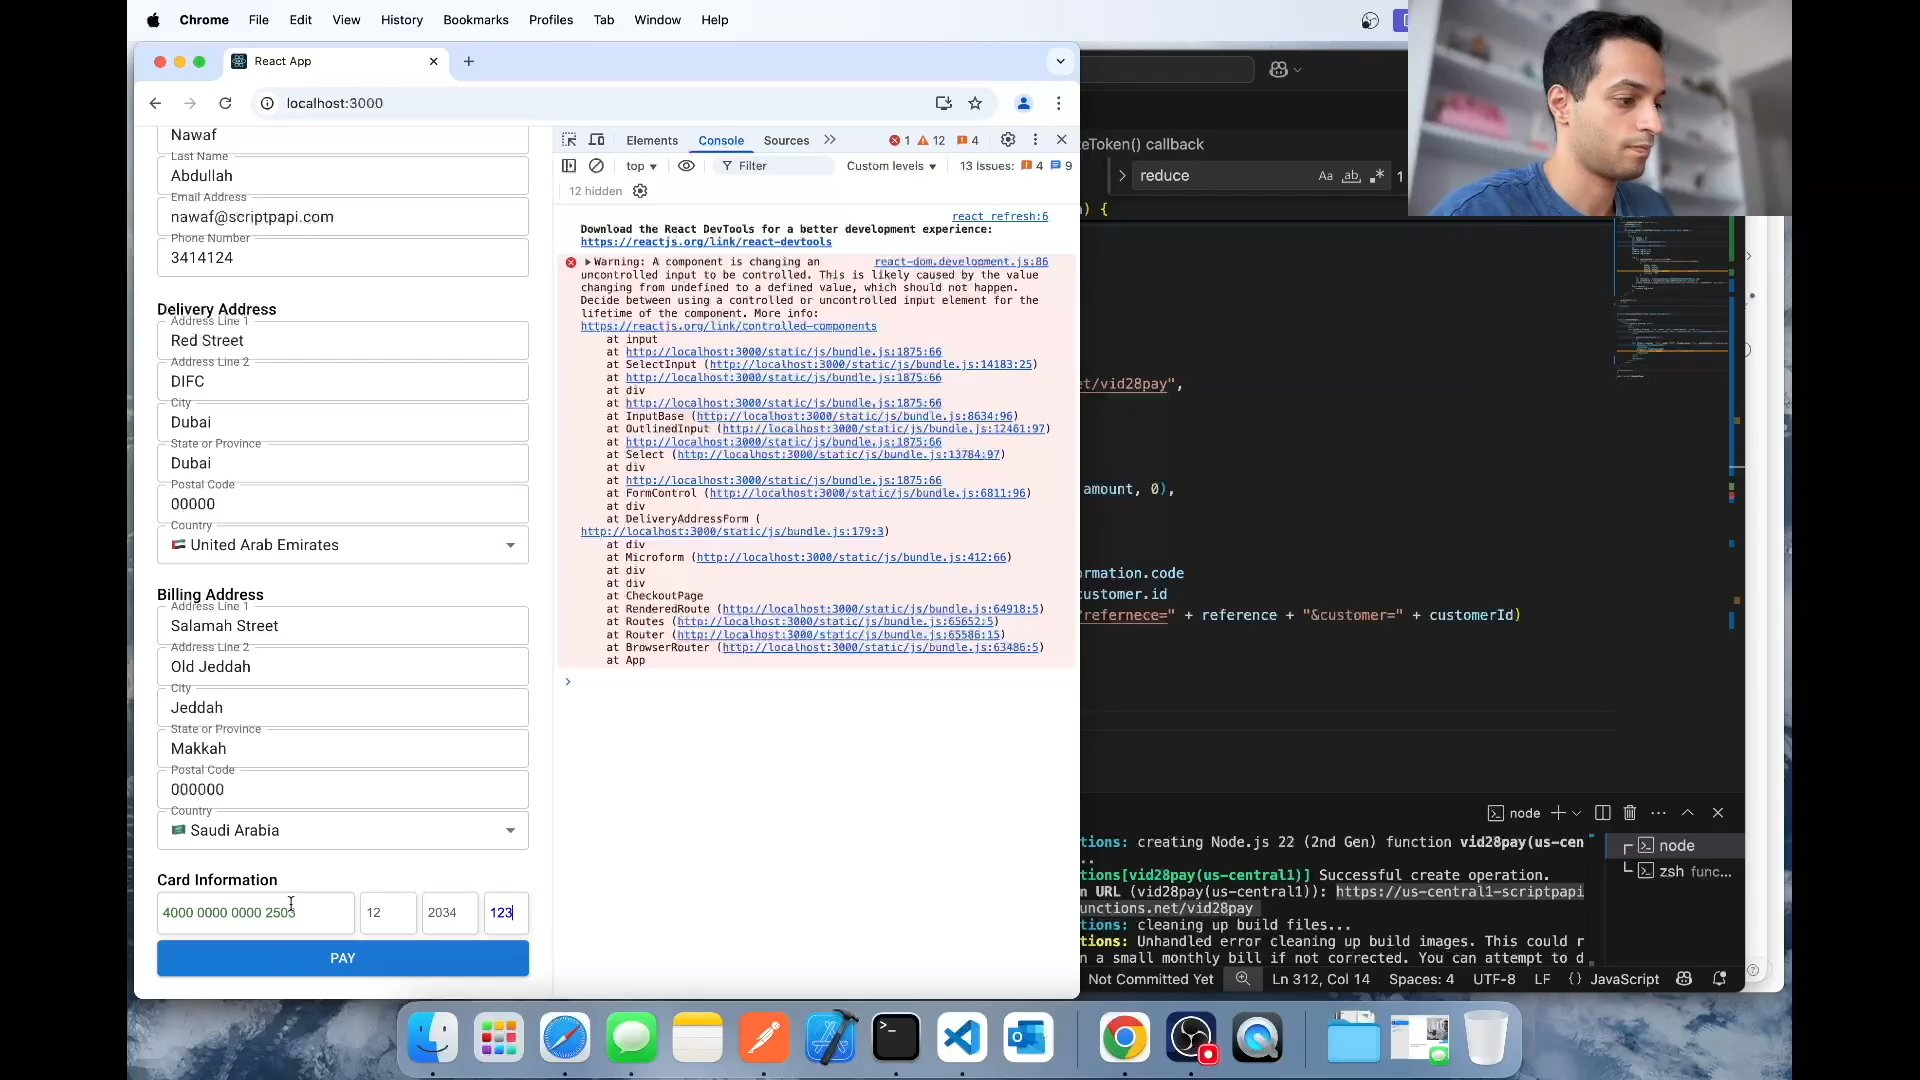 Chrome File Edit View History Bookmarks Profiles Tab Window Help
React App
localhost:3000
Nawaf
Last Name
Abdullah
Email Address
nawaf@scriptpapi.com
Phone Number
3414124
Delivery Address
Address Line 1
Red Street
Address Line 2
DIFC
City
Dubai
State or Province
Dubai
Postal Code
00000
Country
United Arab Emirates
Billing Address
Address Line 1
Salamah Street
Address Line 2
Old Jeddah
City
Jeddah
State or Province
Makkah
Postal Code
000000
Country
Saudi Arabia
Card Information
4000 0000 0000 2503 12 2034 123
PAY
Elements Console Sources 1 12 4
top Filter Custom levels 13 Issues: 4 9
12 hidden
react refresh:6
Download the React DevTools for a better development experience:
https://reactjs.org/link/react-devtools
Warning: A component is changing an react-dom.development.js:86
uncontrolled input to be controlled. This is likely caused by the value
changing from undefined to a defined value, which should not happen.
Decide between using a controlled or uncontrolled input element for the
lifetime of the component. More info:
https://reactjs.org/link/controlled-components
at input
at http://localhost:3000/static/js/bundle.js:1875:66
at SelectInput (http://localhost:3000/static/js/bundle.js:14183:25)
at http://localhost:3000/static/js/bundle.js:1875:66
at div
at http://localhost:3000/static/js/bundle.js:1875:66
at InputBase (http://localhost:3000/static/js/bundle.js:8634:96)
at OutlinedInput (http://localhost:3000/static/js/bundle.js:12461:97)
at http://localhost:3000/static/js/bundle.js:1875:66
at Select (http://localhost:3000/static/js/bundle.js:13784:97)
at div
at http://localhost:3000/static/js/bundle.js:1875:66
at FormControl (http://localhost:3000/static/js/bundle.js:6811:96)
at div
at DeliveryAddressForm (
http://localhost:3000/static/js/bundle.js:179:3)
at div
at Microform (http://localhost:3000/static/js/bundle.js:412:66)
at div
at div
at CheckoutPage
at RenderedRoute (http://localhost:3000/static/js/bundle.js:64918:5)
at Routes (http://localhost:3000/static/js/bundle.js:65652:5)
at Router (http://localhost:3000/static/js/bundle.js:65586:15)
at BrowserRouter (http://localhost:3000/static/js/bundle.js:63486:5)
at App
teToken() callback
reduce Aa ab 1
) {
et/vid28pay",
amount, 0),
rmation.code
customer.id
refernece=" + reference + "&customer=" + customerId)
node
tions: creating Node.js 22 (2nd Gen) function vid28pay(us-cen
..
tions[vid28pay(us-central1)] Successful create operation.
n URL (vid28pay(us-central1)): https://us-central1-scriptpapi
unctions.net/vid28pay
tions: cleaning up build files...
tions: Unhandled error cleaning up build images. This could r
n a small monthly bill if not corrected. You can attempt to d
node
zsh func...
Not Committed Yet Ln 312, Col 14 Spaces: 4 UTF-8 LF {} JavaScript